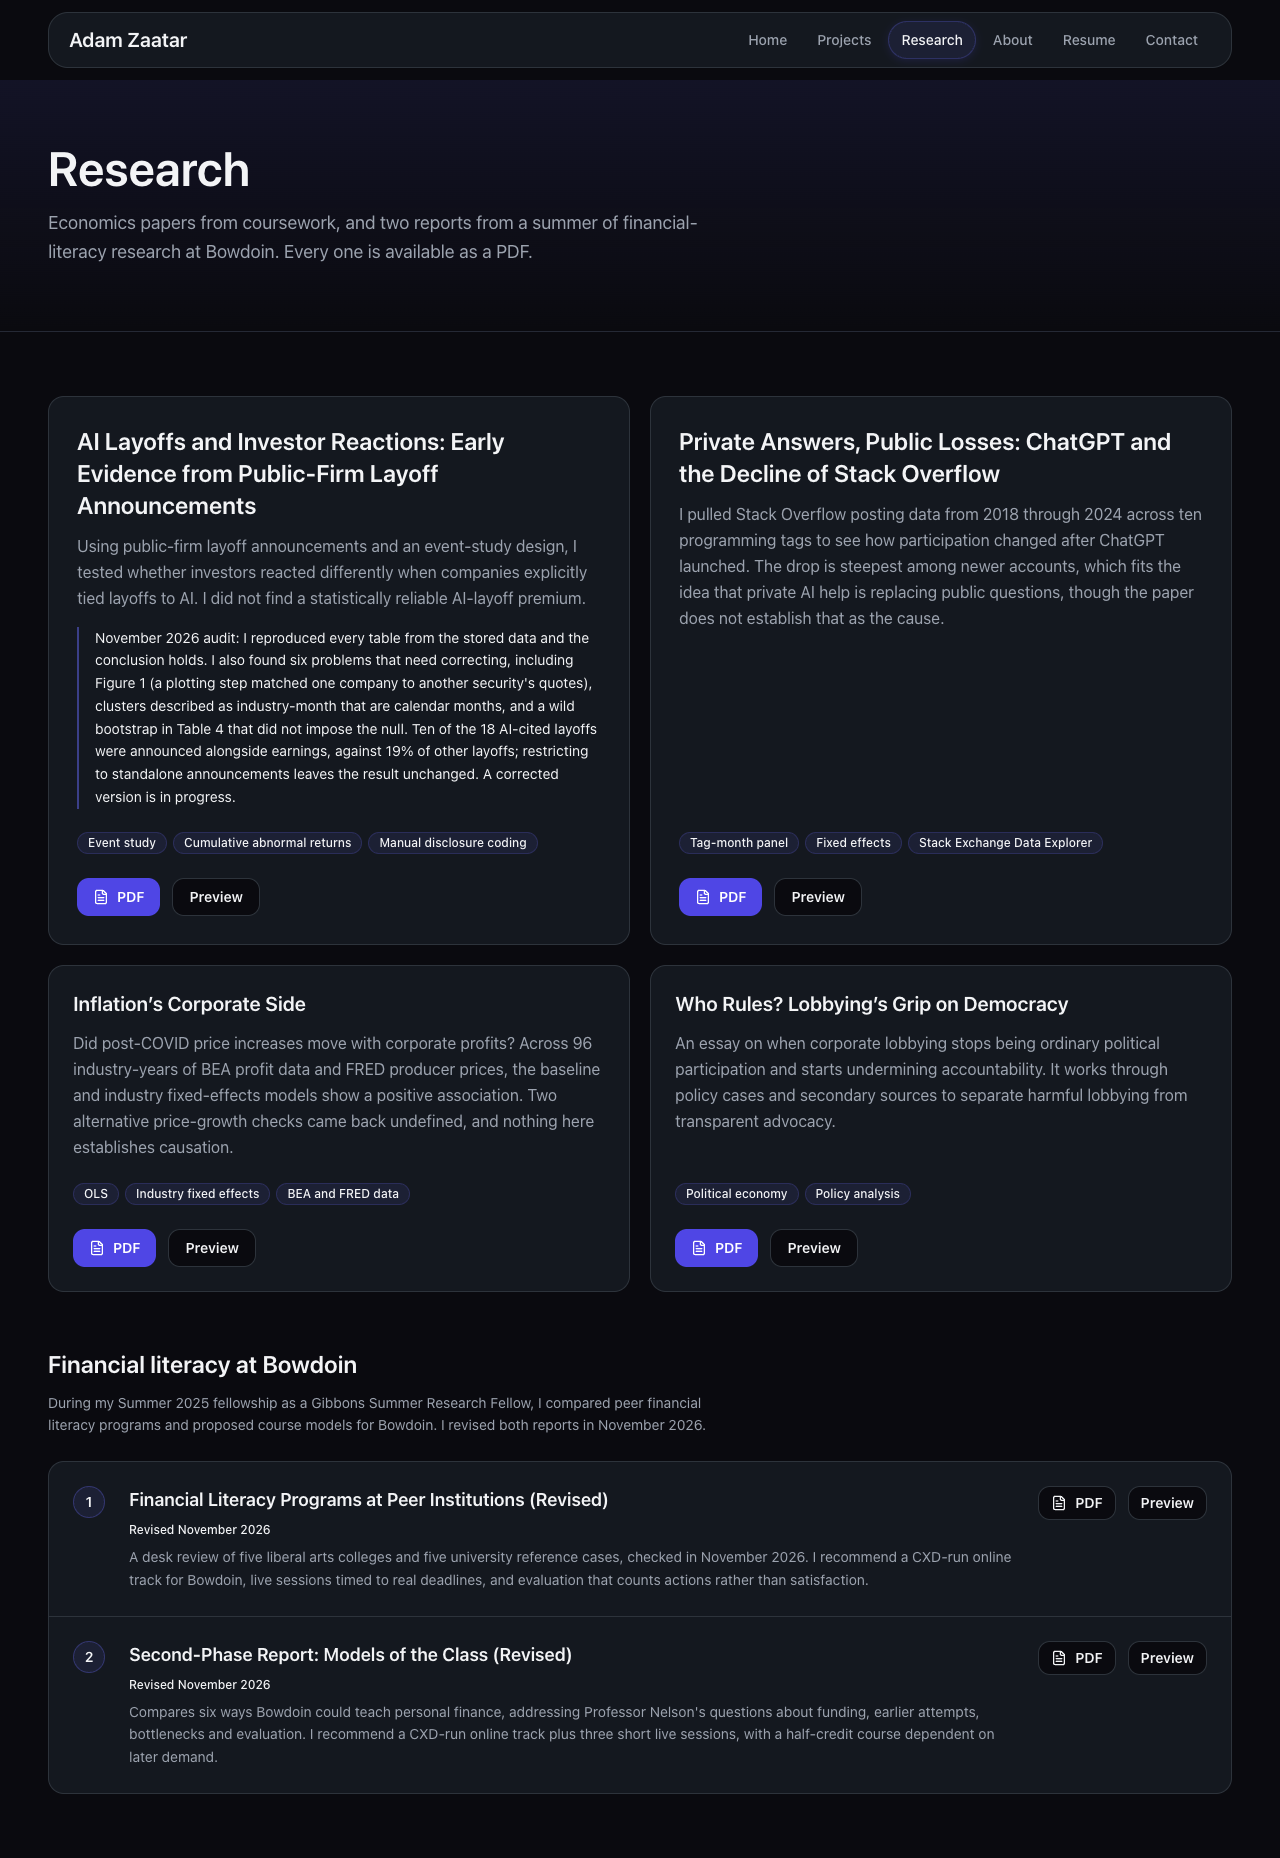 Adam Zaatar
Home
Projects
Research
About
Resume
Contact
Research
Economics papers from coursework, and two reports from a summer of financial-
literacy research at Bowdoin. Every one is available as a PDF.
AI Layoffs and Investor Reactions: Early
Evidence from Public-Firm Layoff
Announcements
Using public-firm layoff announcements and an event-study design, I
tested whether investors reacted differently when companies explicitly
tied layoffs to AI. I did not find a statistically reliable AI-layoff premium.
November 2026 audit: I reproduced every table from the stored data and the
conclusion holds. I also found six problems that need correcting, including
Figure 1 (a plotting step matched one company to another security's quotes),
clusters described as industry-month that are calendar months, and a wild
bootstrap in Table 4 that did not impose the null. Ten of the 18 AI-cited layoffs
were announced alongside earnings, against 19% of other layoffs; restricting
to standalone announcements leaves the result unchanged. A corrected
version is in progress.
Event study
Cumulative abnormal returns
Manual disclosure coding
PDF
Preview
Private Answers, Public Losses: ChatGPT and
the Decline of Stack Overflow
I pulled Stack Overflow posting data from 2018 through 2024 across ten
programming tags to see how participation changed after ChatGPT
launched. The drop is steepest among newer accounts, which fits the
idea that private AI help is replacing public questions, though the paper
does not establish that as the cause.
Tag-month panel
Fixed effects
Stack Exchange Data Explorer
PDF
Preview
Inflation’s Corporate Side
Did post-COVID price increases move with corporate profits? Across 96
industry-years of BEA profit data and FRED producer prices, the baseline
and industry fixed-effects models show a positive association. Two
alternative price-growth checks came back undefined, and nothing here
establishes causation.
OLS
Industry fixed effects
BEA and FRED data
PDF
Preview
Who Rules? Lobbying’s Grip on Democracy
An essay on when corporate lobbying stops being ordinary political
participation and starts undermining accountability. It works through
policy cases and secondary sources to separate harmful lobbying from
transparent advocacy.
Political economy
Policy analysis
PDF
Preview
Financial literacy at Bowdoin
During my Summer 2025 fellowship as a Gibbons Summer Research Fellow, I compared peer financial
literacy programs and proposed course models for Bowdoin. I revised both reports in November 2026.
1
Financial Literacy Programs at Peer Institutions (Revised)
Revised November 2026
A desk review of five liberal arts colleges and five university reference cases, checked in November 2026. I recommend a CXD-run online
track for Bowdoin, live sessions timed to real deadlines, and evaluation that counts actions rather than satisfaction.
PDF
Preview
2
Second-Phase Report: Models of the Class (Revised)
Revised November 2026
Compares six ways Bowdoin could teach personal finance, addressing Professor Nelson's questions about funding, earlier attempts,
bottlenecks and evaluation. I recommend a CXD-run online track plus three short live sessions, with a half-credit course dependent on
later demand.
PDF
Preview